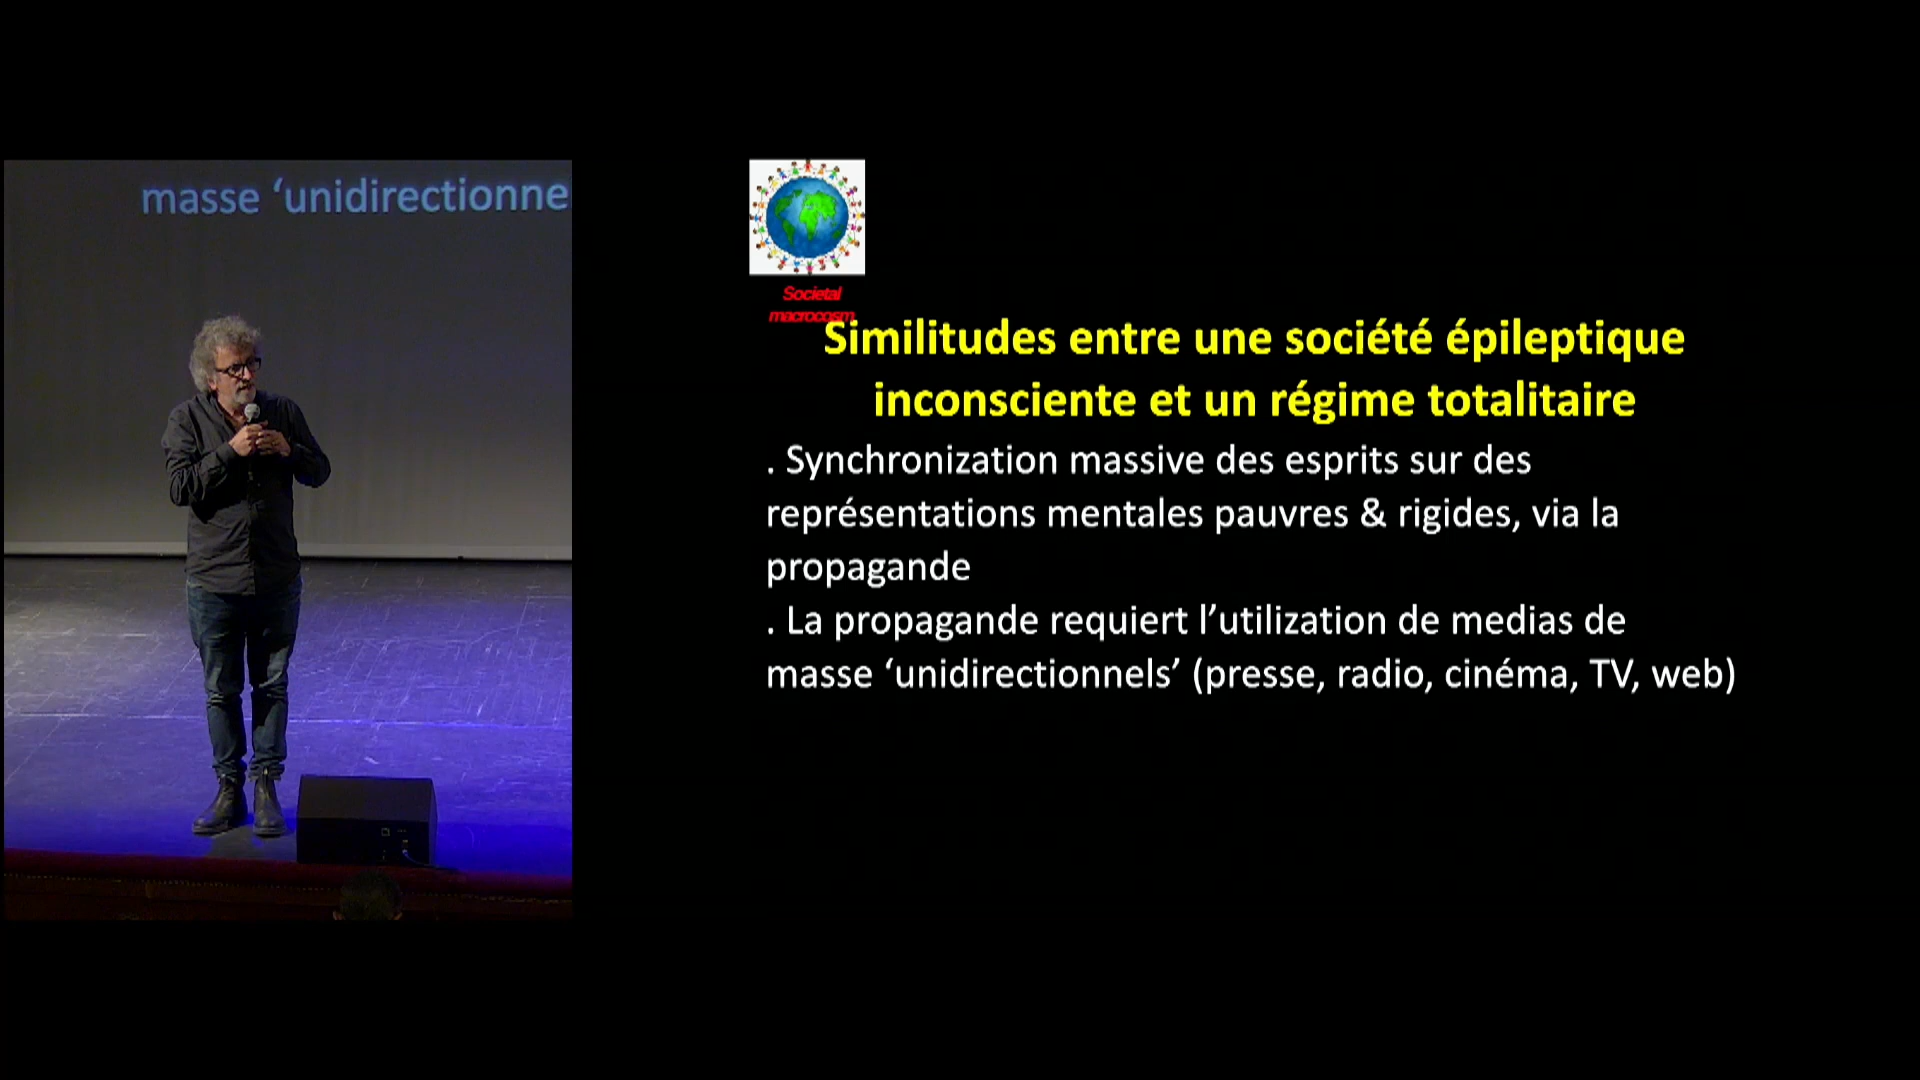 masse ‘unidirectionne
Societal
macrocosm
Similitudes entre une société épileptique
inconsciente et un régime totalitaire
. Synchronization massive des esprits sur des
représentations mentales pauvres & rigides, via la
propagande
. La propagande requiert l’utilization de medias de
masse ‘unidirectionnels’ (presse, radio, cinéma, TV, web)